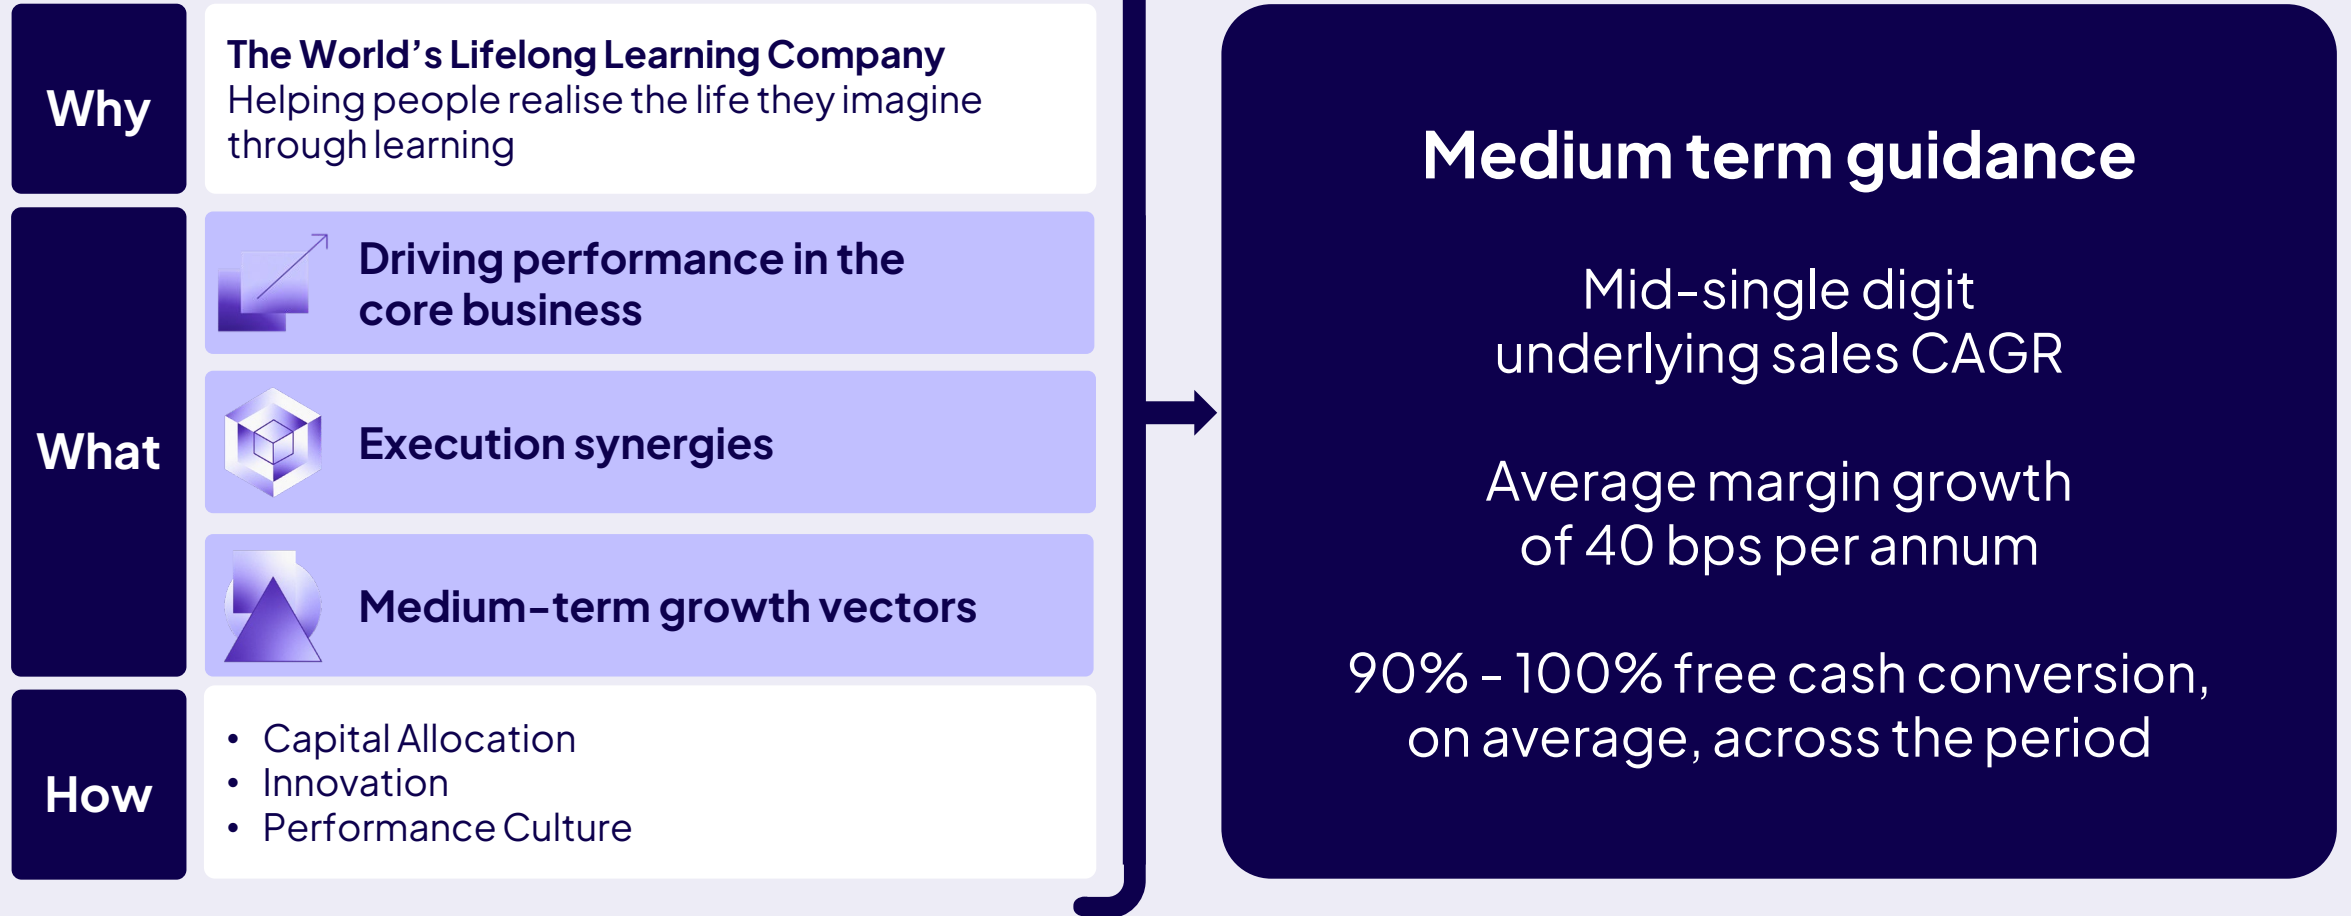 Why
The World’s Lifelong Learning Company
Helping people realise the life they imagine
through learning
What
Driving performance in the
core business
Execution synergies
Medium-term growth vectors
How
• Capital Allocation
• Innovation
• Performance Culture
Medium term guidance
Mid-single digit
underlying sales CAGR
Average margin growth
of 40 bps per annum
90% - 100% free cash conversion,
on average, across the period